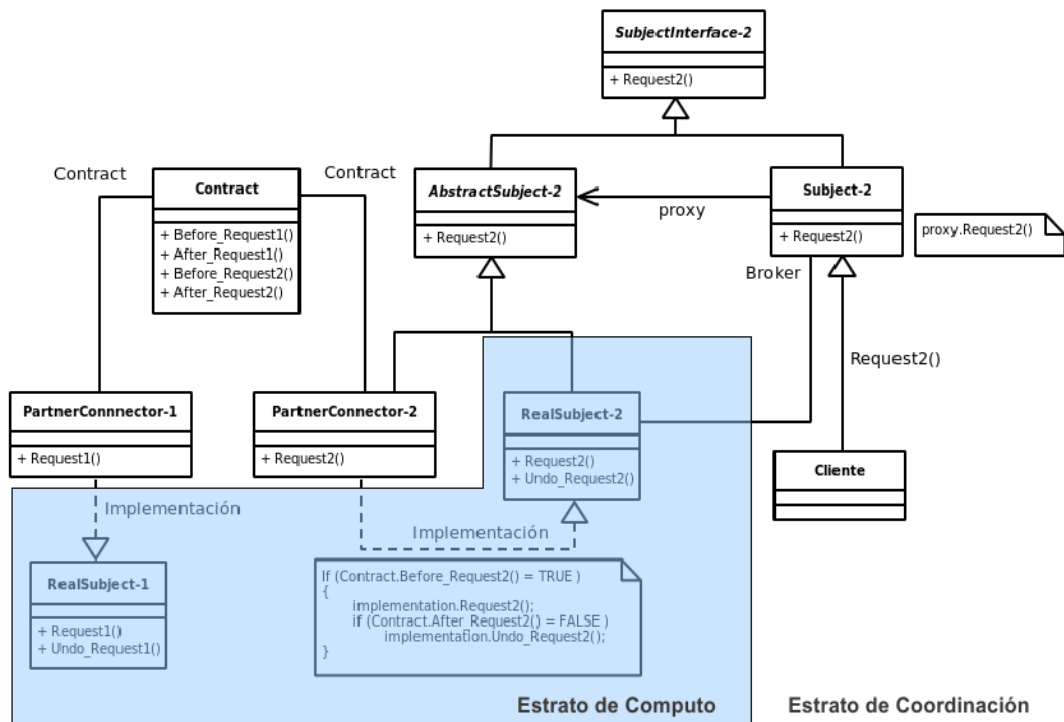 SubjectInterface-2
+ Request2()
Contract
Contract
Contract
+ Before_Request1()
+ After_Request1()
+ Before_Request2()
+ After_Request2()
AbstractSubject-2
+ Request2()
proxy
Subject-2
+ Request2()
proxy.Request2()
Broker
Request2()
PartnerConnnector-1
+ Request1()
PartnerConnector-2
+ Request2()
RealSubject-2
+ Request2()
+ Undo_Request2()
Cliente
Implementación
Implementación
RealSubject-1
+ Request1()
+ Undo_Request1()
If (Contract.Before_Request2() = TRUE )
{
implementation.Request2();
if (Contract.After_Request2() = FALSE )
implementation.Undo_Request2();
}
Estrato de Computo
Estrato de Coordinación